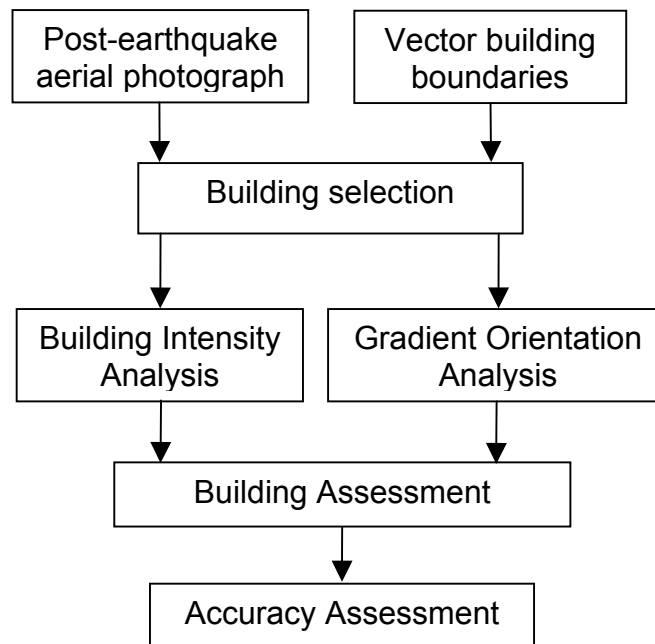 Post-earthquake
aerial photograph
Vector building
boundaries
Building selection
Building Intensity
Analysis
Gradient Orientation
Analysis
Building Assessment
Accuracy Assessment